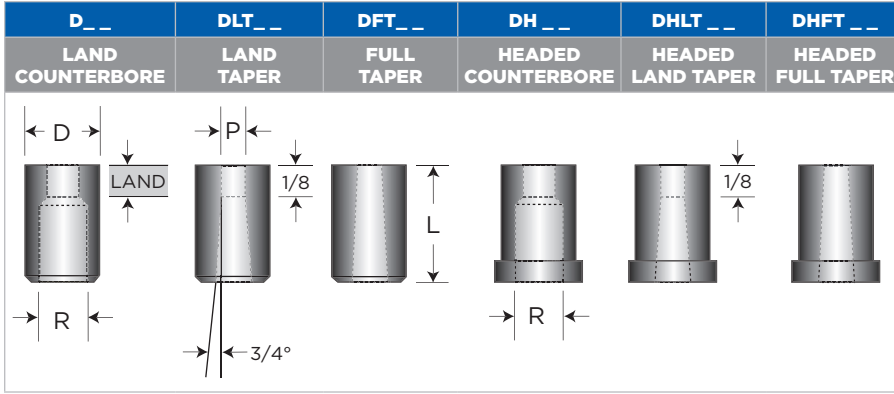 D_ _
DLT_ _
DFT_ _
DH _ _
DHLT _ _
DHFT _ _
LAND
COUNTERBORE
LAND
TAPER
FULL
TAPER
HEADED
COUNTERBORE
HEADED
LAND TAPER
HEADED
FULL TAPER
D
P
LAND
1/8
L
1/8
R
3/4°
R